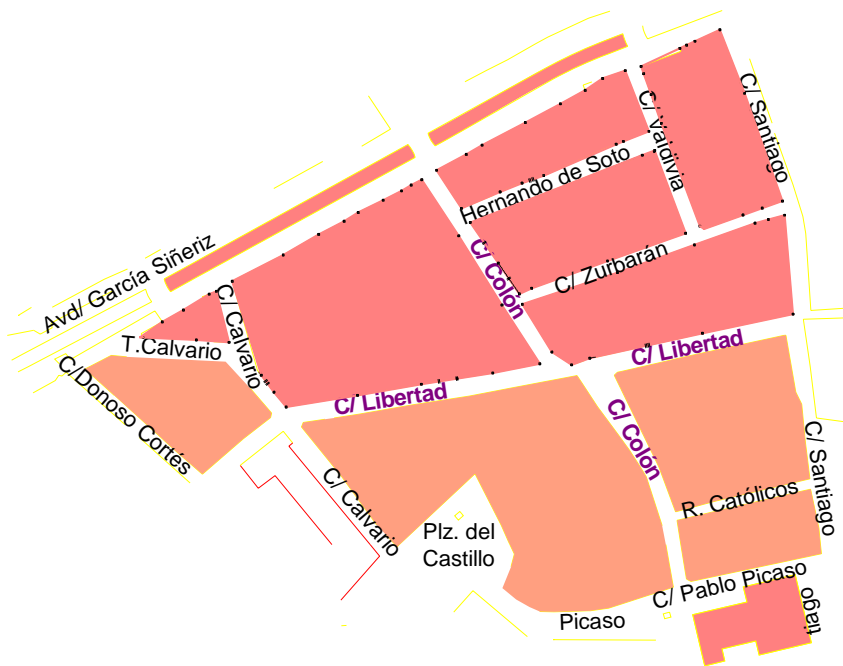 C/ Santiago
C/ Valdivia
Hernando de Soto
Avd/ García Siñeriz
C/ Colón
C/ Zurbarán
C/ Calvario
T.Calvario
C/ Libertad
C/Donoso Cortés
C/ Libertad
C/ Colón
C/ Santiago
C/ Calvario
R. Católicos
Plz. del
Castillo
C/ Pablo Picaso
Picaso
tiago